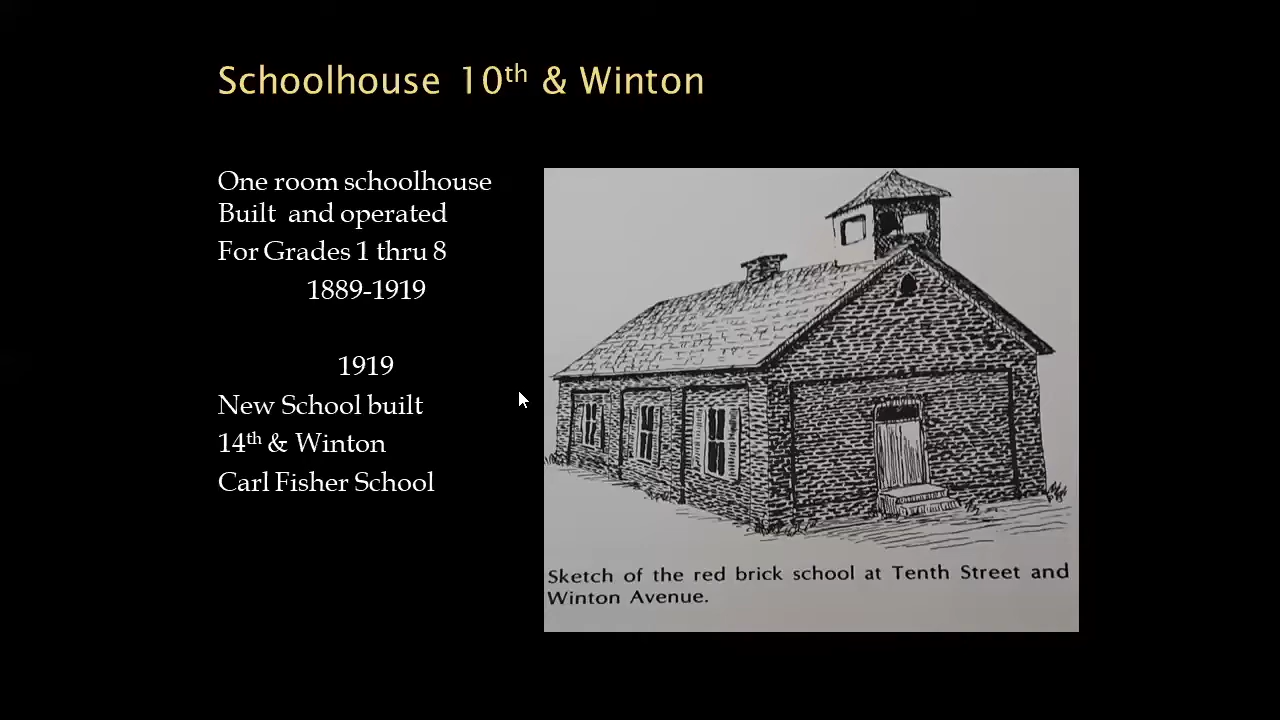 Schoolhouse 10th & Winton
One room schoolhouse
Built and operated
For Grades 1 thru 8
1889-1919
1919
New School built
14th & Winton
Carl Fisher School
Sketch of the red brick school at Tenth Street and
Winton Avenue.